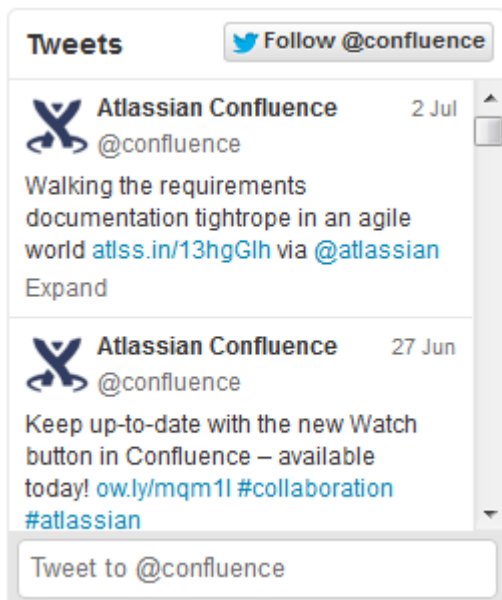 Tweets
Follow @confluence
Atlassian Confluence 2 Jul
@confluence
Walking the requirements
documentation tightrope in an agile
world atlss.in/13hgGlh via @atlassian
Expand
Atlassian Confluence 27 Jun
@confluence
Keep up-to-date with the new Watch
button in Confluence – available
today! ow.ly/mqm1l #collaboration
#atlassian
Tweet to @confluence